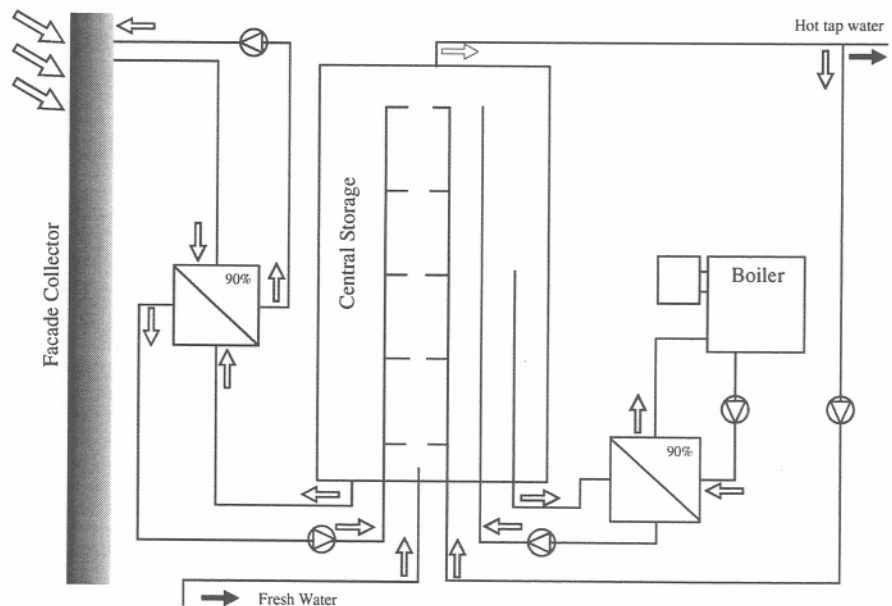 Hot tap water
Facade Collector
90%
Central Storage
Boiler
90%
Fresh Water